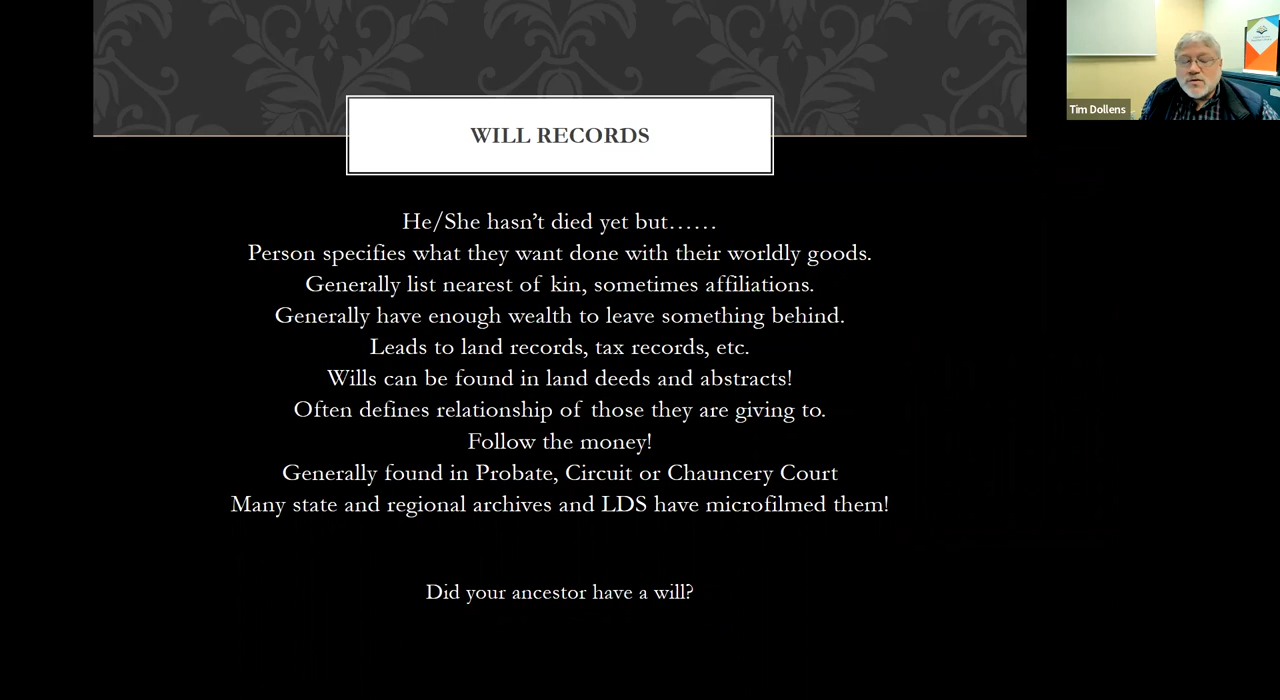 WILL RECORDS
Tim Dollens
He/She hasn't died yet but……
Person specifies what they want done with their worldly goods.
Generally list nearest of kin, sometimes affiliations.
Generally have enough wealth to leave something behind.
Leads to land records, tax records, etc.
Wills can be found in land deeds and abstracts!
Often defines relationship of those they are giving to.
Follow the money!
Generally found in Probate, Circuit or Chauncery Court
Many state and regional archives and LDS have microfilmed them!
Did your ancestor have a will?